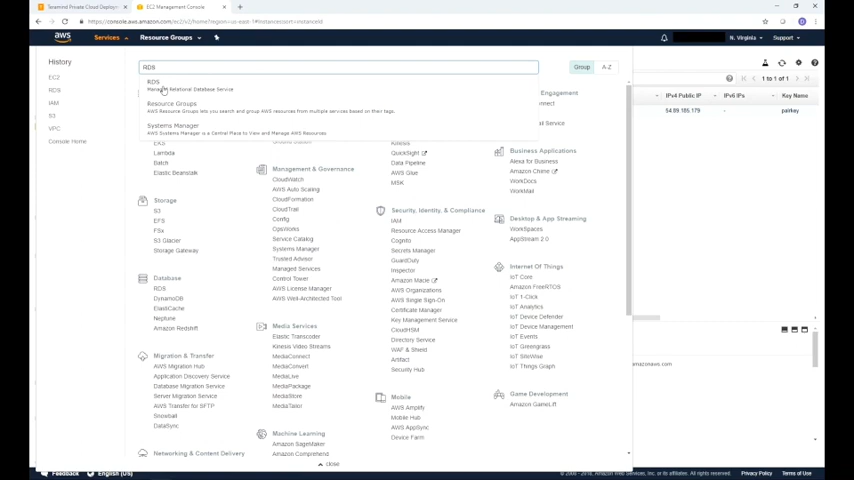 Teramind Private Cloud Deploym
EC2 Management Console
https://console.aws.amazon.com/ec2/v2/home?region=us-east-1#Instances:sort=instanceId
aws
Services
Resource Groups
N. Virginia
Support
History
EC2
RDS
IAM
S3
VPC
Console Home
RDS
Group
A-Z
RDS
Managed Relational Database Service
Resource Groups
AWS Resource Groups lets you search and group AWS resources from multiple services based on their tags.
Systems Manager
AWS Systems Manager is a Central Place to View and Manage AWS Resources
EKS
Lambda
Batch
Elastic Beanstalk
Storage
S3
EFS
FSx
S3 Glacier
Storage Gateway
Database
RDS
DynamoDB
ElastiCache
Neptune
Amazon Redshift
Migration & Transfer
AWS Migration Hub
Application Discovery Service
Database Migration Service
Server Migration Service
AWS Transfer for SFTP
Snowball
DataSync
Networking & Content Delivery
Management & Governance
CloudWatch
AWS Auto Scaling
CloudFormation
CloudTrail
Config
OpsWorks
Service Catalog
Systems Manager
Trusted Advisor
Managed Services
Control Tower
AWS License Manager
AWS Well-Architected Tool
Media Services
Elastic Transcoder
Kinesis Video Streams
MediaConnect
MediaConvert
MediaLive
MediaPackage
MediaStore
MediaTailor
Machine Learning
Amazon SageMaker
Amazon Comprehend
Kinesis
QuickSight
Data Pipeline
AWS Glue
MSK
Security, Identity, & Compliance
IAM
Resource Access Manager
Cognito
Secrets Manager
GuardDuty
Inspector
Amazon Macie
AWS Organizations
AWS Single Sign-On
Certificate Manager
Key Management Service
CloudHSM
Directory Service
WAF & Shield
Artifact
Security Hub
Mobile
AWS Amplify
Mobile Hub
AWS AppSync
Device Farm
Engagement
nnect
il Service
Business Applications
Alexa for Business
Amazon Chime
WorkDocs
WorkMail
Desktop & App Streaming
WorkSpaces
AppStream 2.0
Internet Of Things
IoT Core
Amazon FreeRTOS
IoT 1-Click
IoT Analytics
IoT Device Defender
IoT Device Management
IoT Events
IoT Greengrass
IoT SiteWise
IoT Things Graph
Game Development
Amazon GameLift
close
1 to 1 of 1
IPv4 Public IP
IPv6 IPs
Key Name
54.89.185.179
-
pairkey
amazonaws.com
Feedback
English (US)
© 2008 - 2018, Amazon Web Services, Inc. or its affiliates. All rights reserved.
Privacy Policy
Terms of Use